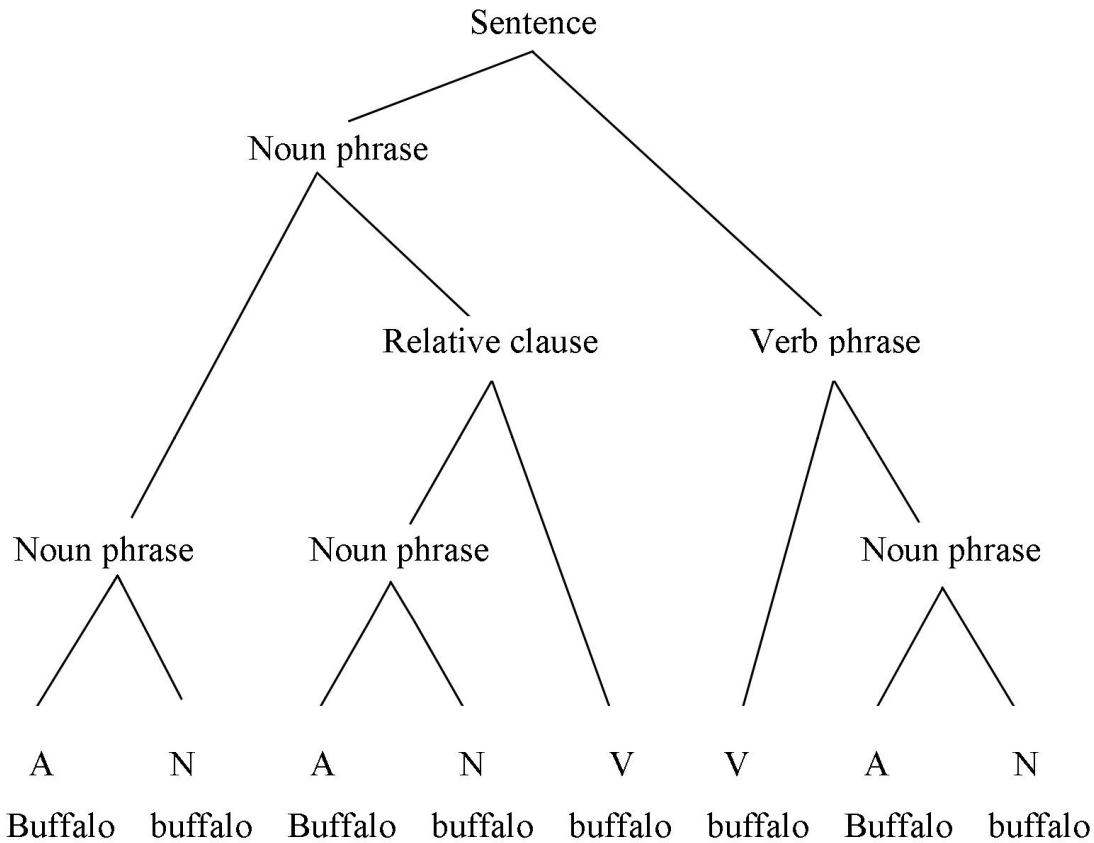 Sentence
Noun phrase
Relative clause Verb phrase
Noun phrase Noun phrase Noun phrase
A N A N V V A N
Buffalo buffalo Buffalo buffalo buffalo buffalo Buffalo buffalo